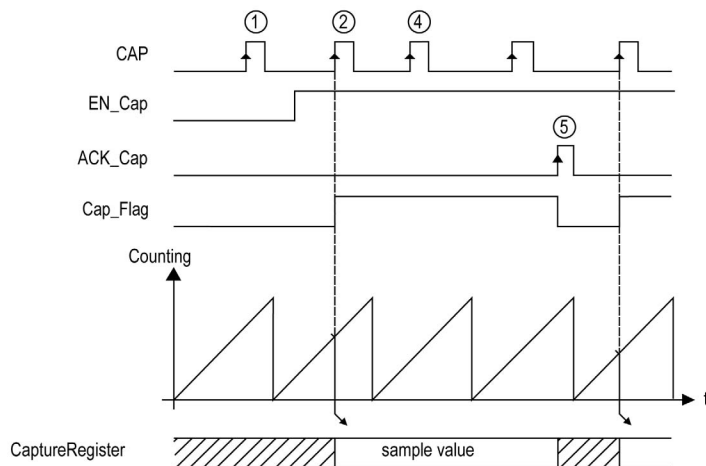 ① ② ④
CAP
EN_Cap
⑤
ACK_Cap
Cap_Flag
Counting
t
CaptureRegister sample value